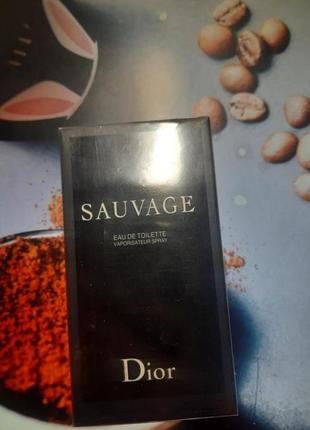 SAUVAGE
EAU DE TOILETTE
VAPORISATEUR SPRAY
Dior